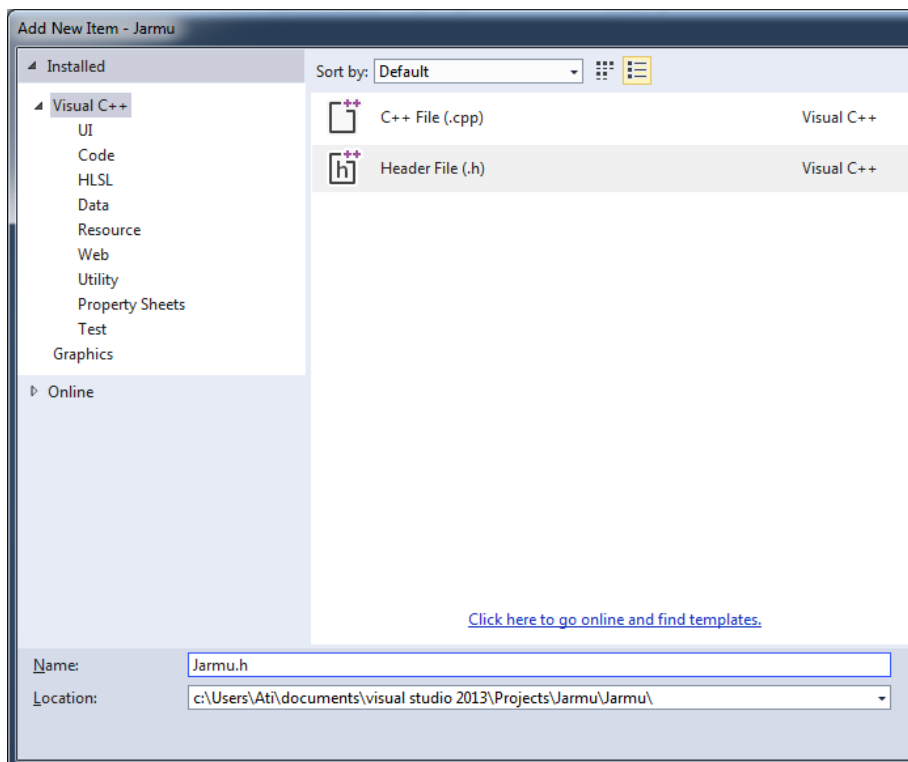 Add New Item - Jarmu
Installed
Sort by: Default
Visual C++
UI
Code
HLSL
Data
Resource
Web
Utility
Property Sheets
Test
Graphics
Online
C++ File (.cpp) Visual C++
Header File (.h) Visual C++
Click here to go online and find templates.
Name: Jarmu.h
Location: c:\Users\Ati\documents\visual studio 2013\Projects\Jarmu\Jarmu\